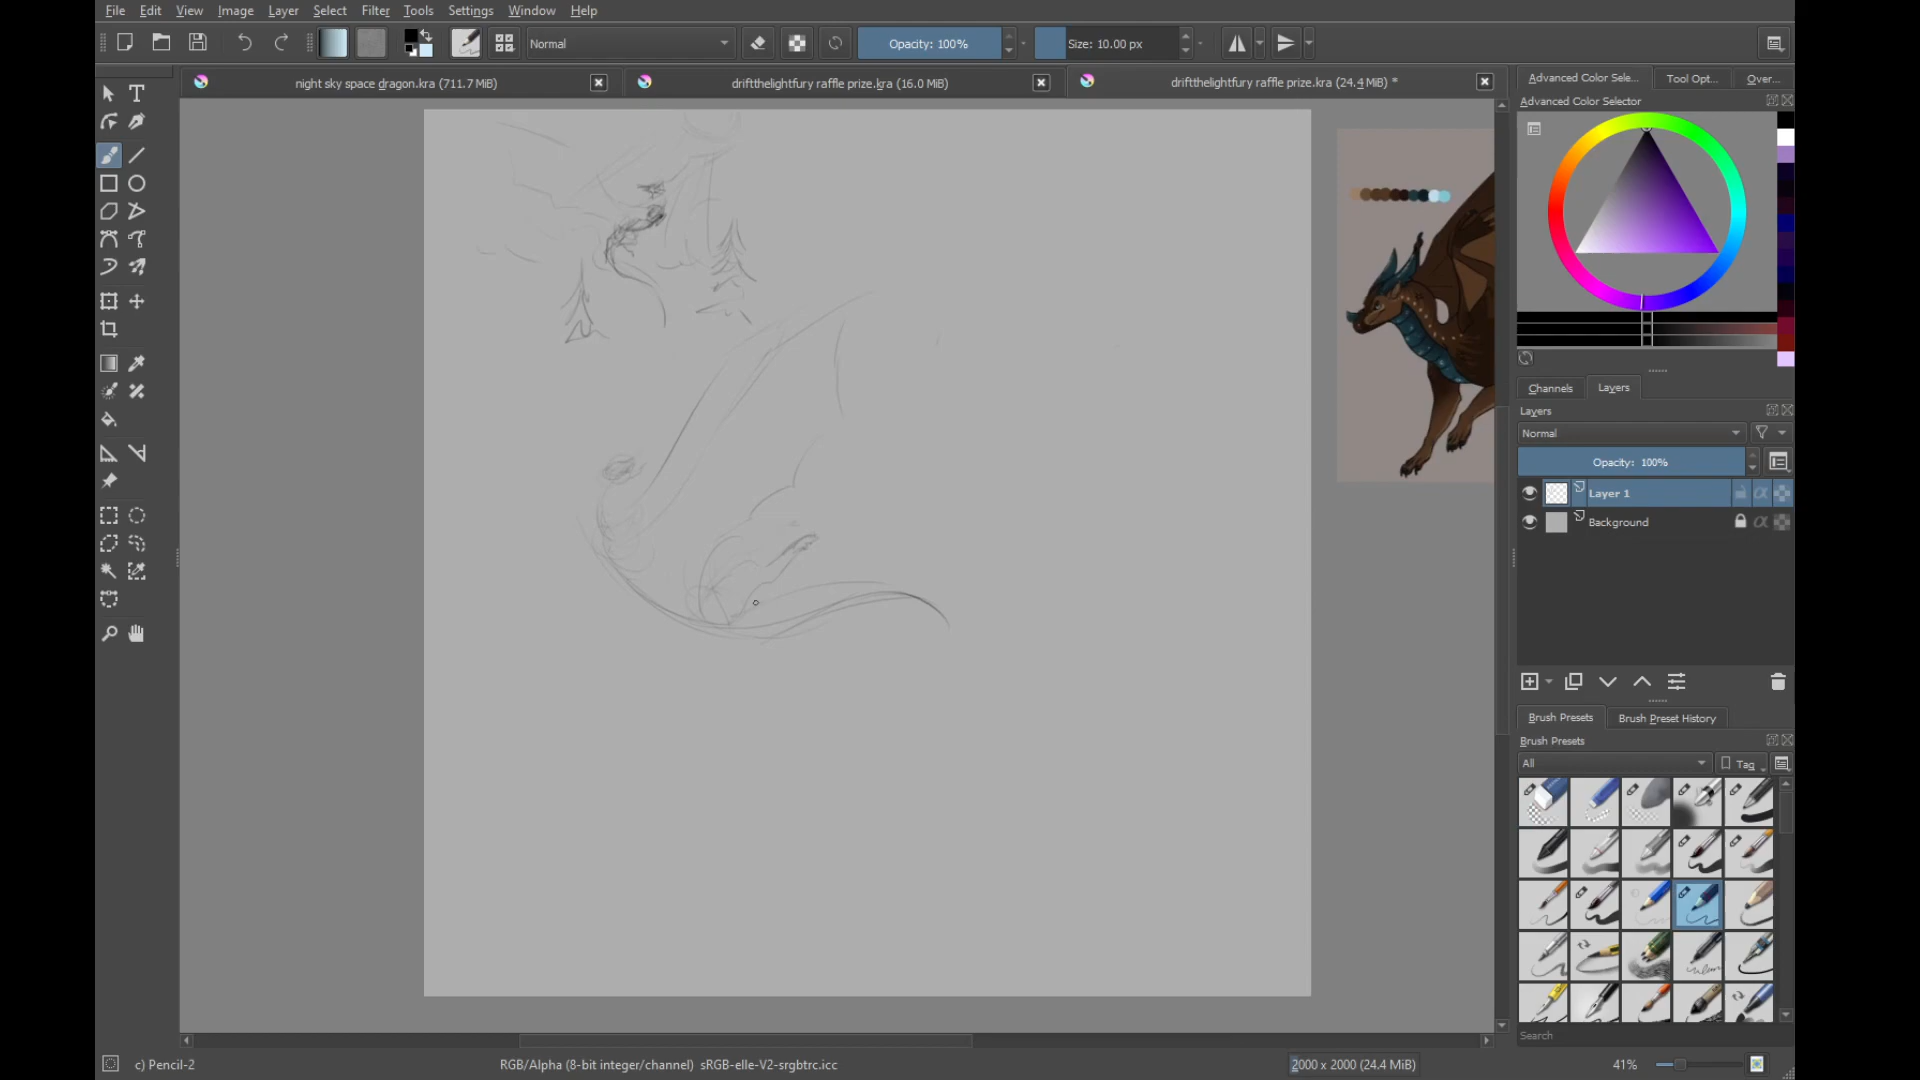 File Edit View Image Layer Select Filter Tools Settings Window Help
Normal Opacity: 100% Size: 10.00 px
night sky space dragon.kra (711.7 MiB) driftthelightfury raffle prize.kra (16.0 MiB) driftthelightfury raffle prize.kra (24.4 MiB) *
Advanced Color Sele... Tool Opt... Over...
Advanced Color Selector
Channels Layers
Layers
Normal
Opacity: 100%
Layer 1
Background
Brush Presets Brush Preset History
Brush Presets
All Tag
Search
c) Pencil-2 RGB/Alpha (8-bit integer/channel) sRGB-elle-V2-srgbtrc.icc 2000 x 2000 (24.4 MiB) 41%